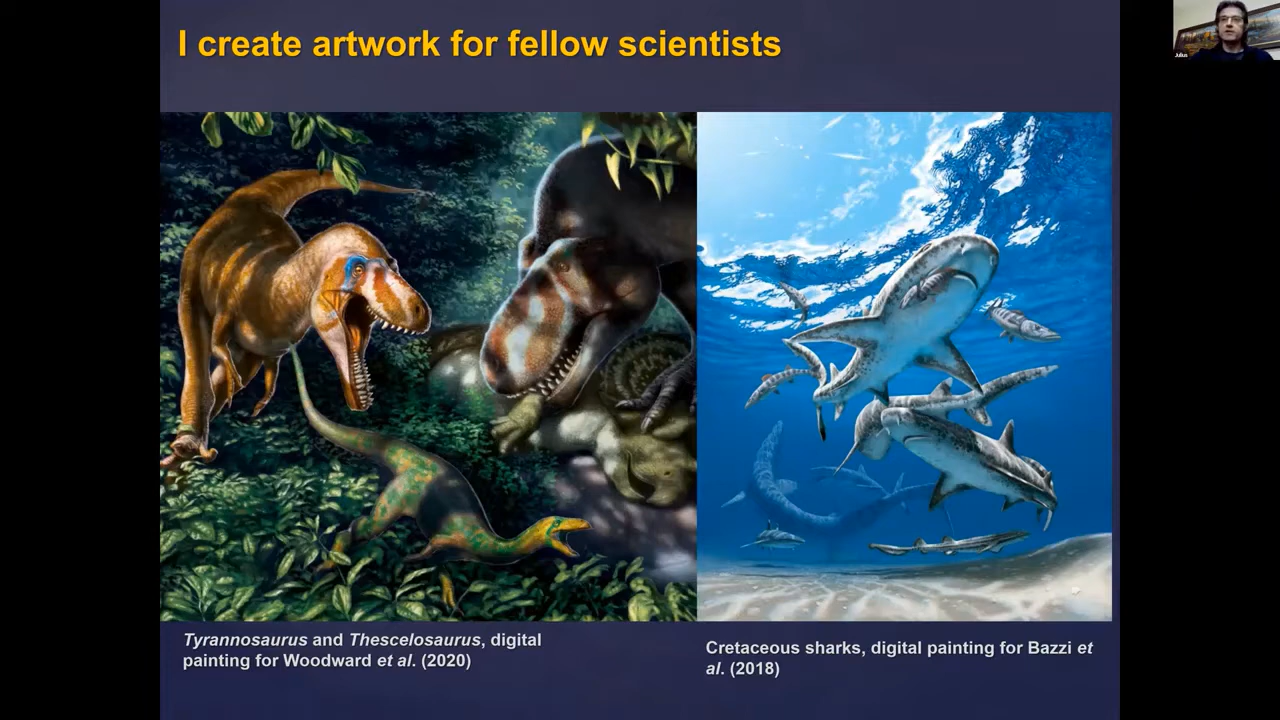 I create artwork for fellow scientists
Julius
Tyrannosaurus and Thescelosaurus, digital
painting for Woodward et al. (2020)
Cretaceous sharks, digital painting for Bazzi et
al. (2018)